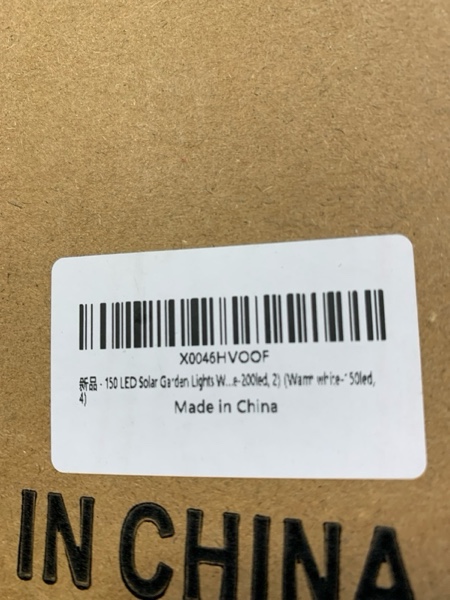 X0046HVOOF
新品 - 150 LED Solar Garden Lights W...e-200led, 2) (Warm white-150led,
4)
Made in China
IN CHINA